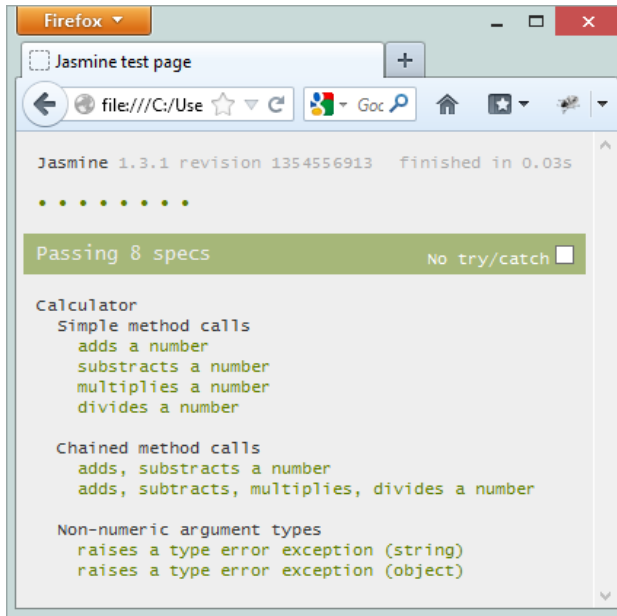 Firefox
Jasmine test page
file:///C:/Use
Goc
Jasmine 1.3.1 revision 1354556913 finished in 0.03s
Passing 8 specs No try/catch
Calculator
Simple method calls
adds a number
substracts a number
multiplies a number
divides a number
Chained method calls
adds, substracts a number
adds, subtracts, multiplies, divides a number
Non-numeric argument types
raises a type error exception (string)
raises a type error exception (object)